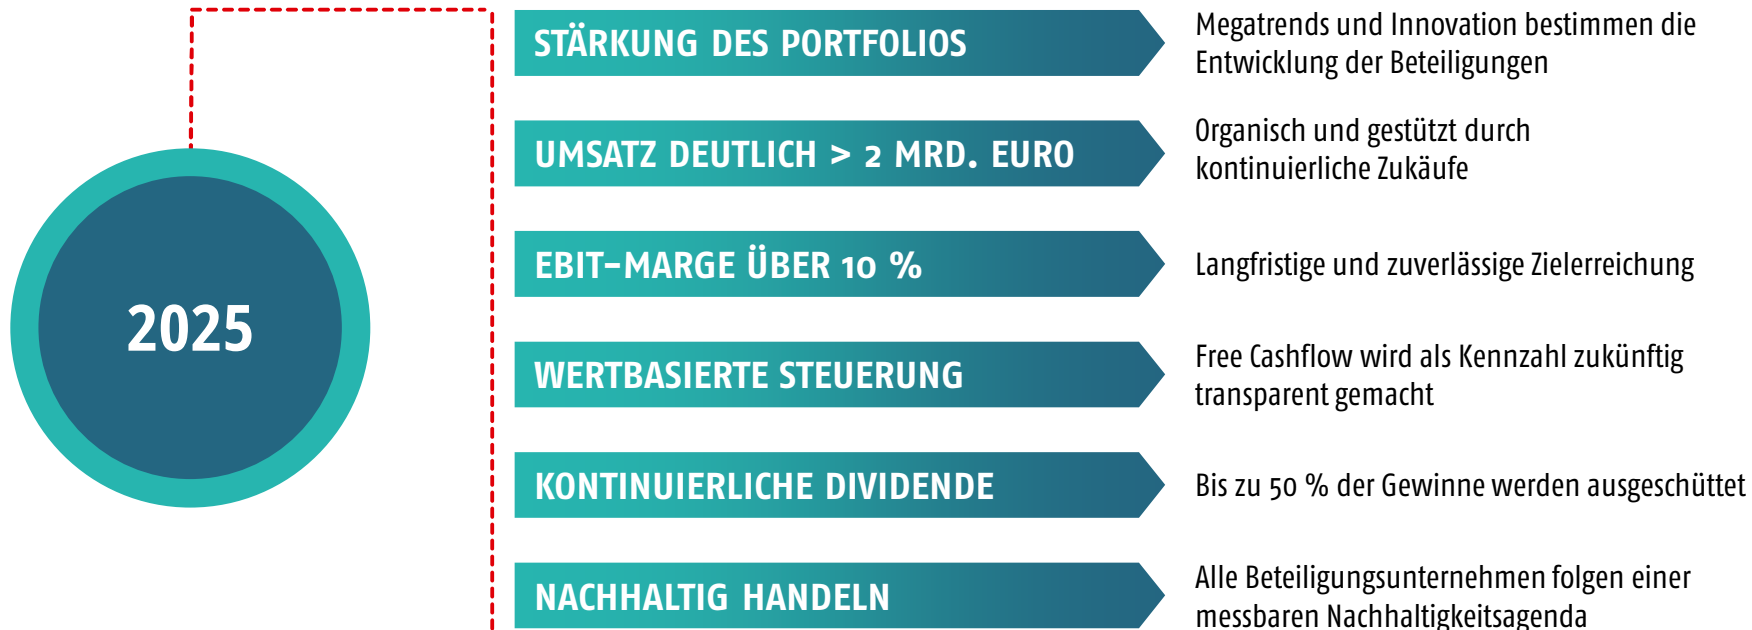 2025
STÄRKUNG DES PORTFOLIOS
Megatrends und Innovation bestimmen die
Entwicklung der Beteiligungen
UMSATZ DEUTLICH > 2 MRD. EURO
Organisch und gestützt durch
kontinuierliche Zukäufe
EBIT-MARGE ÜBER 10 %
Langfristige und zuverlässige Zielerreichung
WERTBASIERTE STEUERUNG
Free Cashflow wird als Kennzahl zukünftig
transparent gemacht
KONTINUIERLICHE DIVIDENDE
Bis zu 50 % der Gewinne werden ausgeschüttet
NACHHALTIG HANDELN
Alle Beteiligungsunternehmen folgen einer
messbaren Nachhaltigkeitsagenda